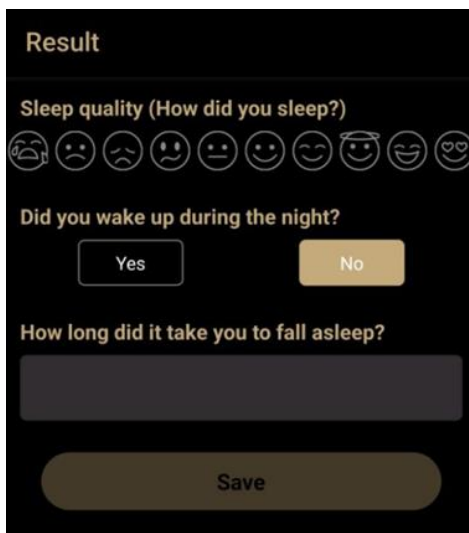 Result
Sleep quality (How did you sleep?)
Did you wake up during the night?
Yes No
How long did it take you to fall asleep?
Save